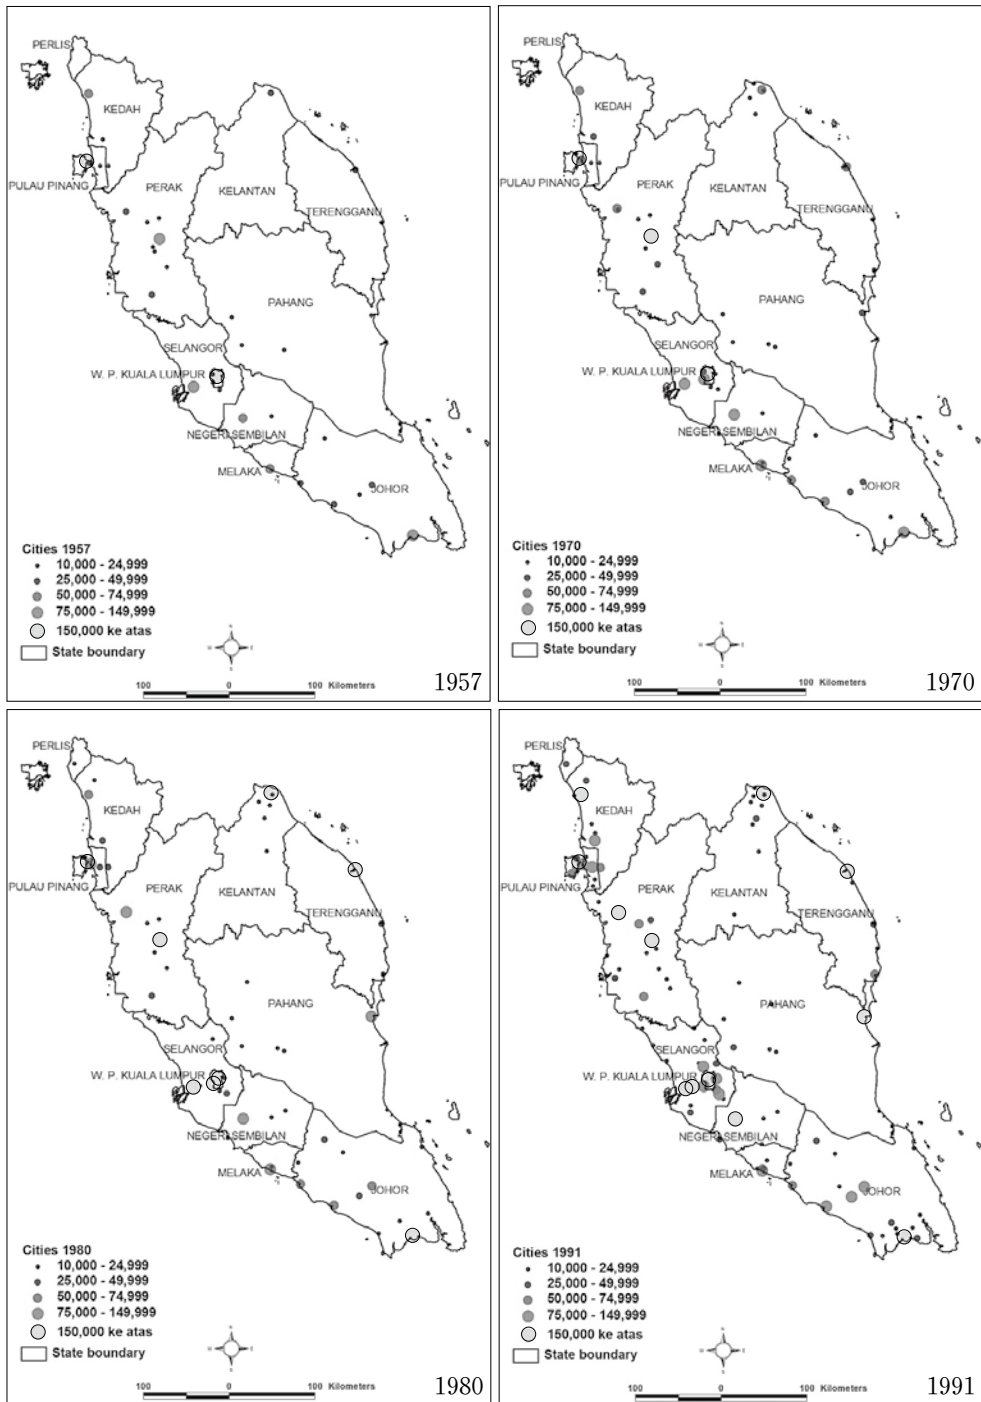 PERLIS
KEDAH
PULAU PINANG
PERAK
KELANTAN
TERENGGANU
PAHANG
SELANGOR
W. P. KUALA LUMPUR
NEGERI SEMBILAN
MELAKA
JOHOR
Cities 1957
10,000 - 24,999
25,000 - 49,999
50,000 - 74,999
75,000 - 149,999
150,000 ke atas
State boundary
N
W E
S
100 0 100 Kilometers
1957
PERLIS
KEDAH
PULAU PINANG
PERAK
KELANTAN
TERENGGANU
PAHANG
SELANGOR
W. P. KUALA LUMPUR
NEGERI SEMBILAN
MELAKA
JOHOR
Cities 1970
10,000 - 24,999
25,000 - 49,999
50,000 - 74,999
75,000 - 149,999
150,000 ke atas
State boundary
N
W E
S
100 0 100 Kilometers
1970
PERLIS
KEDAH
PULAU PINANG
PERAK
KELANTAN
TERENGGANU
PAHANG
SELANGOR
W. P. KUALA LUMPUR
NEGERI SEMBILAN
MELAKA
JOHOR
Cities 1980
10,000 - 24,999
25,000 - 49,999
50,000 - 74,999
75,000 - 149,999
150,000 ke atas
State boundary
N
W E
S
100 0 100 Kilometers
1980
PERLIS
KEDAH
PULAU PINANG
PERAK
KELANTAN
TERENGGANU
PAHANG
SELANGOR
W. P. KUALA LUMPUR
NEGERI SEMBILAN
MELAKA
JOHOR
Cities 1991
10,000 - 24,999
25,000 - 49,999
50,000 - 74,999
75,000 - 149,999
150,000 ke atas
State boundary
N
W E
S
100 0 100 Kilometers
1991